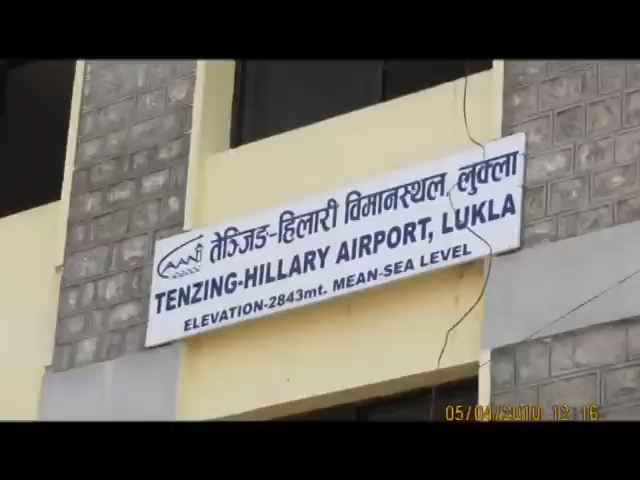 तेञ्जिङ-हिलारी विमानस्थल, लुक्ला
TENZING-HILLARY AIRPORT, LUKLA
ELEVATION-2843mt. MEAN-SEA LEVEL
05/04/2010 12:16